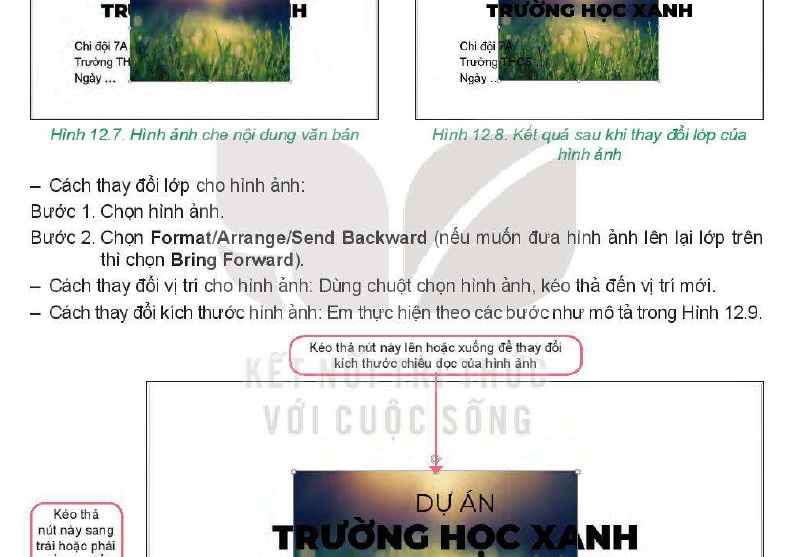 TRƯ H
Chi đội 7A
Trường TH
Ngày ...
TRƯỜNG HỌC XANH
Chi đội 7A
Trường THCS
Ngày ...
Hình 12.7. Hình ảnh che nội dung văn bản
Hình 12.8. Kết quả sau khi thay đổi lớp của
hình ảnh
– Cách thay đổi lớp cho hình ảnh:
Bước 1. Chọn hình ảnh.
Bước 2. Chọn Format/Arrange/Send Backward (nếu muốn đưa hình ảnh lên lại lớp trên
thì chọn Bring Forward).
– Cách thay đổi vị trí cho hình ảnh: Dùng chuột chọn hình ảnh, kéo thả đến vị trí mới.
– Cách thay đổi kích thước hình ảnh: Em thực hiện theo các bước như mô tả trong Hình 12.9.
Kéo thả nút này lên hoặc xuống để thay đổi
kích thước chiều dọc của hình ảnh
KẾT NỐI TRI THỨC
VỚI CUỘC SỐNG
DỰ ÁN
TRƯỜNG HỌC XANH
Kéo thả
nút này sang
trái hoặc phải